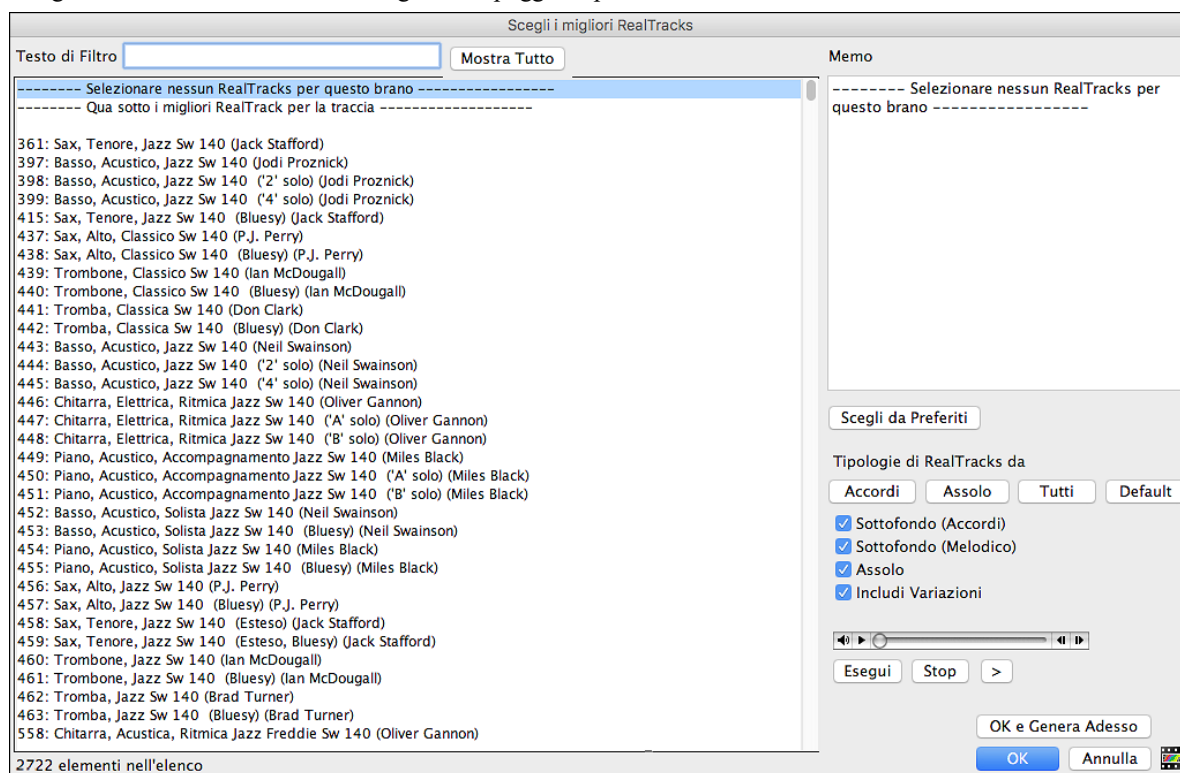 Scegli i migliori RealTracks
Testo di Filtro
Mostra Tutto
Memo
-------- Selezionare nessun RealTracks per questo brano -----------------
-------- Qua sotto i migliori RealTrack per la traccia -------------------
361: Sax, Tenore, Jazz Sw 140 (Jack Stafford)
397: Basso, Acustico, Jazz Sw 140 (Jodi Proznick)
398: Basso, Acustico, Jazz Sw 140 ('2' solo) (Jodi Proznick)
399: Basso, Acustico, Jazz Sw 140 ('4' solo) (Jodi Proznick)
415: Sax, Tenore, Jazz Sw 140 (Bluesy) (Jack Stafford)
437: Sax, Alto, Classico Sw 140 (P.J. Perry)
438: Sax, Alto, Classico Sw 140 (Bluesy) (P.J. Perry)
439: Trombone, Classico Sw 140 (Ian McDougall)
440: Trombone, Classico Sw 140 (Bluesy) (Ian McDougall)
441: Tromba, Classica Sw 140 (Don Clark)
442: Tromba, Classica Sw 140 (Bluesy) (Don Clark)
443: Basso, Acustico, Jazz Sw 140 (Neil Swainson)
444: Basso, Acustico, Jazz Sw 140 ('2' solo) (Neil Swainson)
445: Basso, Acustico, Jazz Sw 140 ('4' solo) (Neil Swainson)
446: Chitarra, Elettrica, Ritmica Jazz Sw 140 (Oliver Gannon)
447: Chitarra, Elettrica, Ritmica Jazz Sw 140 ('A' solo) (Oliver Gannon)
448: Chitarra, Elettrica, Ritmica Jazz Sw 140 ('B' solo) (Oliver Gannon)
449: Piano, Acustico, Accompagnamento Jazz Sw 140 (Miles Black)
450: Piano, Acustico, Accompagnamento Jazz Sw 140 ('A' solo) (Miles Black)
451: Piano, Acustico, Accompagnamento Jazz Sw 140 ('B' solo) (Miles Black)
452: Basso, Acustico, Solista Jazz Sw 140 (Neil Swainson)
453: Basso, Acustico, Solista Jazz Sw 140 (Bluesy) (Neil Swainson)
454: Piano, Acustico, Solista Jazz Sw 140 (Miles Black)
455: Piano, Acustico, Solista Jazz Sw 140 (Bluesy) (Miles Black)
456: Sax, Alto, Jazz Sw 140 (P.J. Perry)
457: Sax, Alto, Jazz Sw 140 (Bluesy) (P.J. Perry)
458: Sax, Tenore, Jazz Sw 140 (Esteso) (Jack Stafford)
459: Sax, Tenore, Jazz Sw 140 (Esteso, Bluesy) (Jack Stafford)
460: Trombone, Jazz Sw 140 (Ian McDougall)
461: Trombone, Jazz Sw 140 (Bluesy) (Ian McDougall)
462: Tromba, Jazz Sw 140 (Brad Turner)
463: Tromba, Jazz Sw 140 (Bluesy) (Brad Turner)
558: Chitarra, Acustica, Ritmica Jazz Freddie Sw 140 (Oliver Gannon)
2722 elementi nell'elenco
-------- Selezionare nessun RealTracks per
questo brano -----------------
Scegli da Preferiti
Tipologie di RealTracks da
Accordi Assolo Tutti Default
Sottofondo (Accordi)
Sottofondo (Melodico)
Assolo
Includi Variazioni
Esegui Stop >
OK e Genera Adesso
OK Annulla